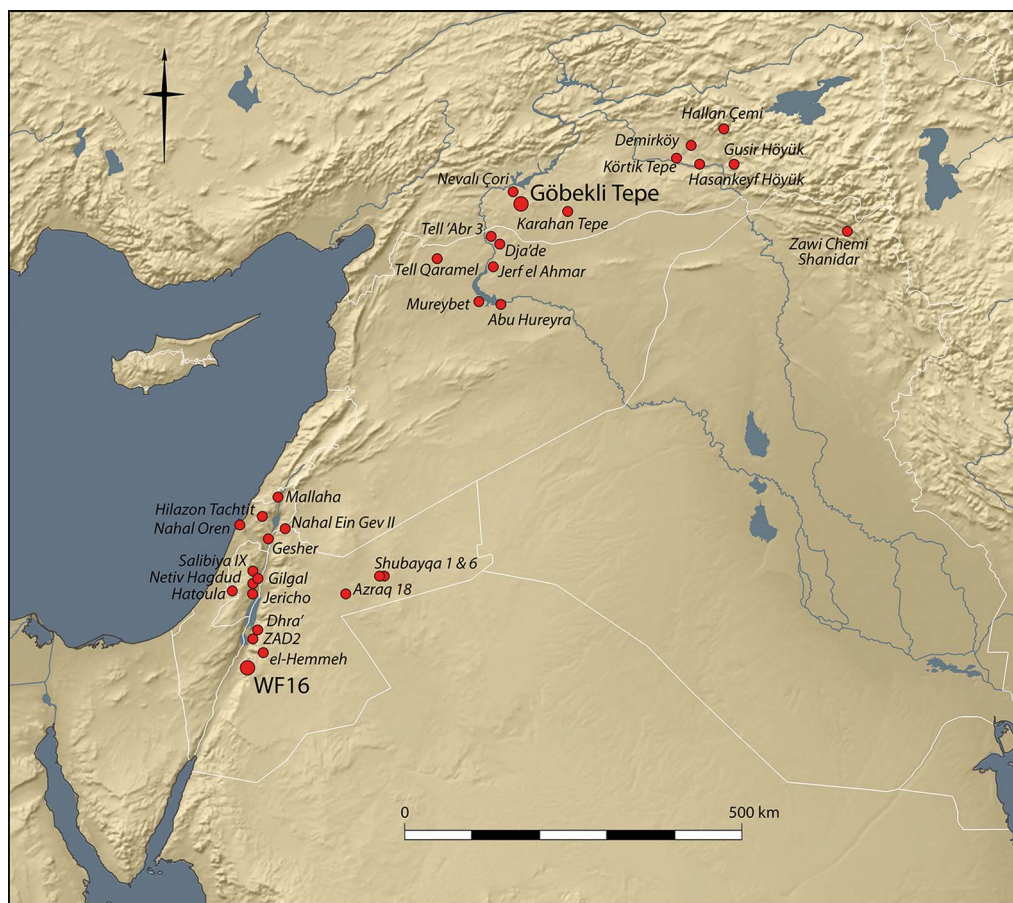 Hallan Çemi
Demirköy
Gusir Höyük
Körtik Tepe
Hasankeyf Höyük
Nevalı Çori
Göbekli Tepe
Karahan Tepe
Tell 'Abr 3
Zawi Chemi
Shanidar
Dja'de
Tell Qaramel
Jerf el Ahmar
Mureybet
Abu Hureyra
Mallaha
Hilazon Tachtit
Nahal Oren
Nahal Ein Gev II
Gesher
Salibiya IX
Shubayqa 1 & 6
Netiv Hagdud
Gilgal
Hatoula
Jericho
Azraq 18
Dhra'
ZAD2
el-Hemmeh
WF16
0
500 km